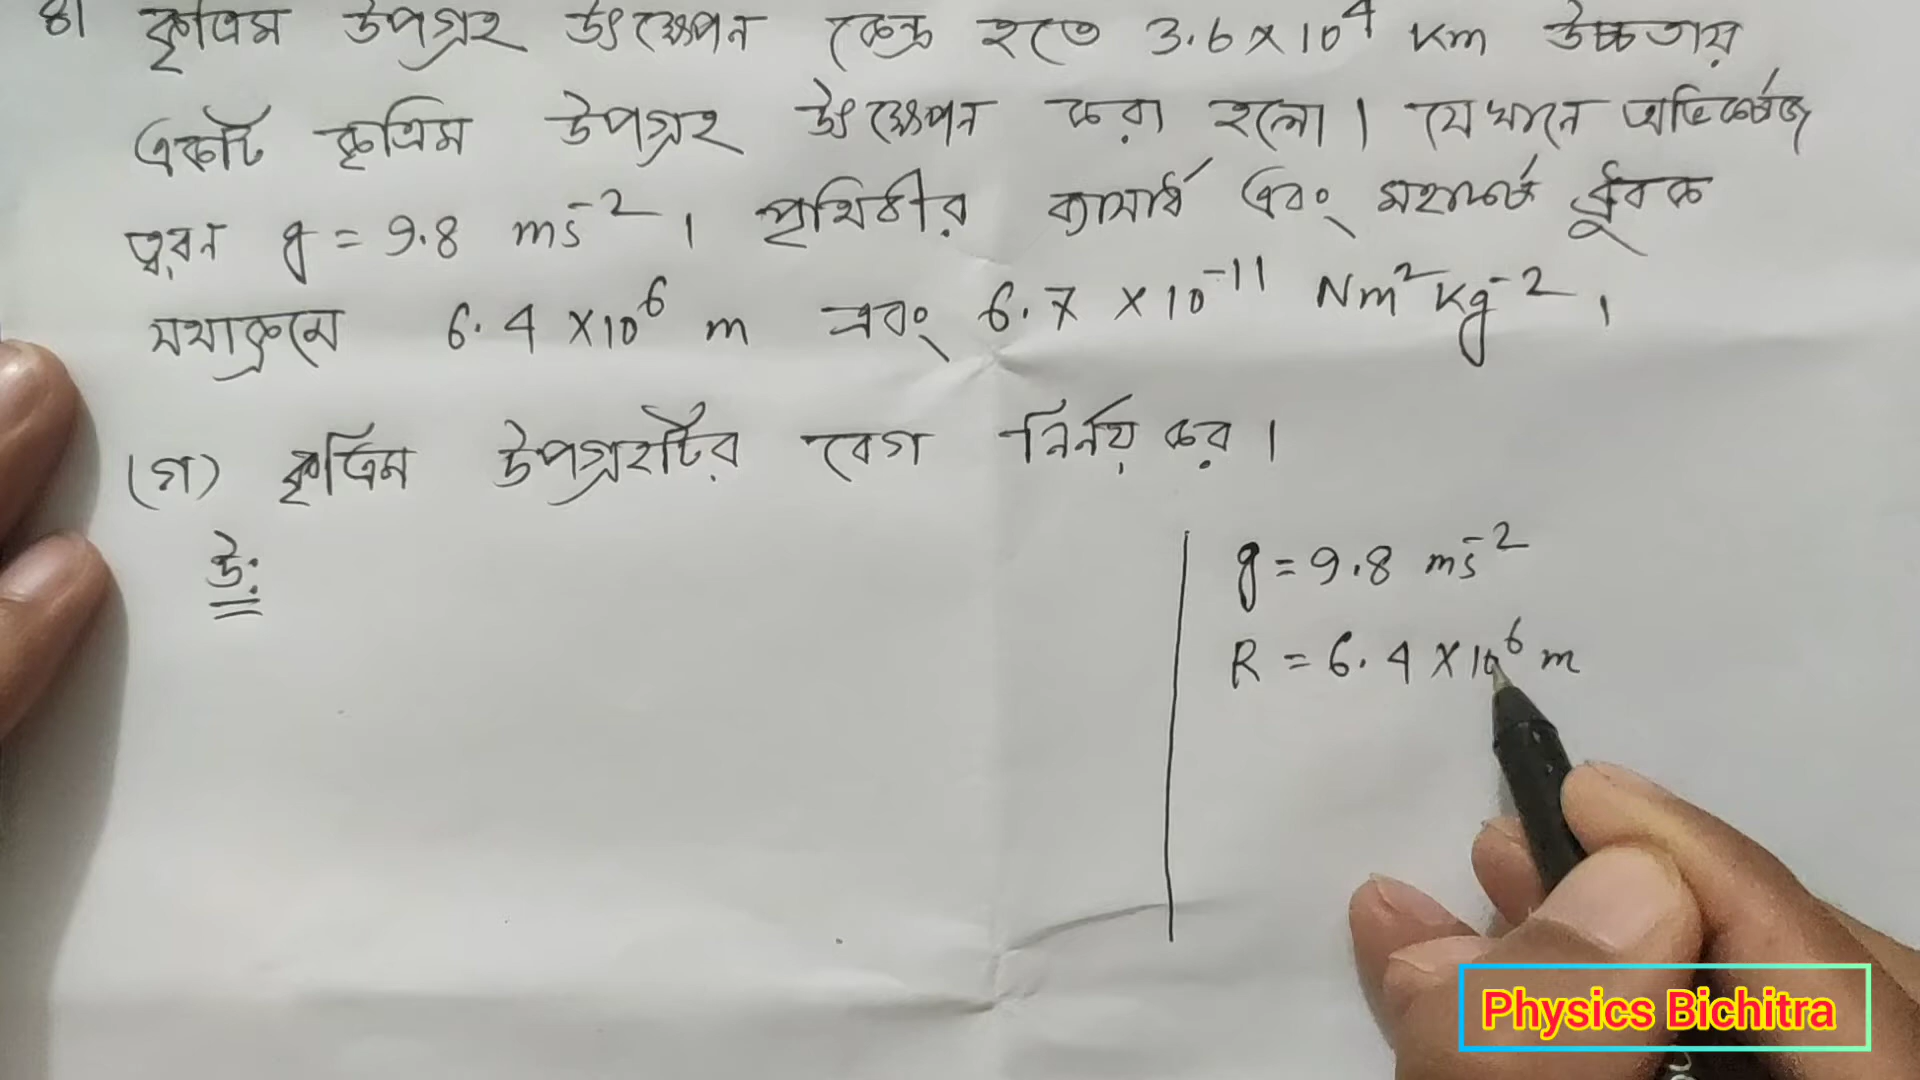 ৪। কৃত্রিম উপগ্রহ উৎক্ষেপন কেন্দ্র হতে 3.6×10⁴ km উচ্চতায়
একটি কৃত্রিম উপগ্রহ উৎক্ষেপন করা হলো। যেখানে অভিকর্ষজ
ত্বরন g = 9.8 ms⁻²। পৃথিবীর ব্যাসার্ধ এবং মহাকর্ষ ধ্রুবক
যথাক্রমে 6.4 ×10⁶ m এবং 6.7 ×10⁻¹¹ Nm²kg⁻²।
(গ) কৃত্রিম উপগ্রহটির বেগ নির্নয় কর।
উ:
g = 9.8 ms⁻²
R = 6.4 ×10⁶ m
Physics Bichitra